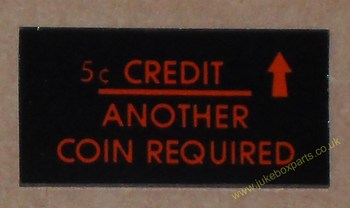 5c CREDIT
ANOTHER
COIN REQUIRED
www.jukeboxparts.co.uk